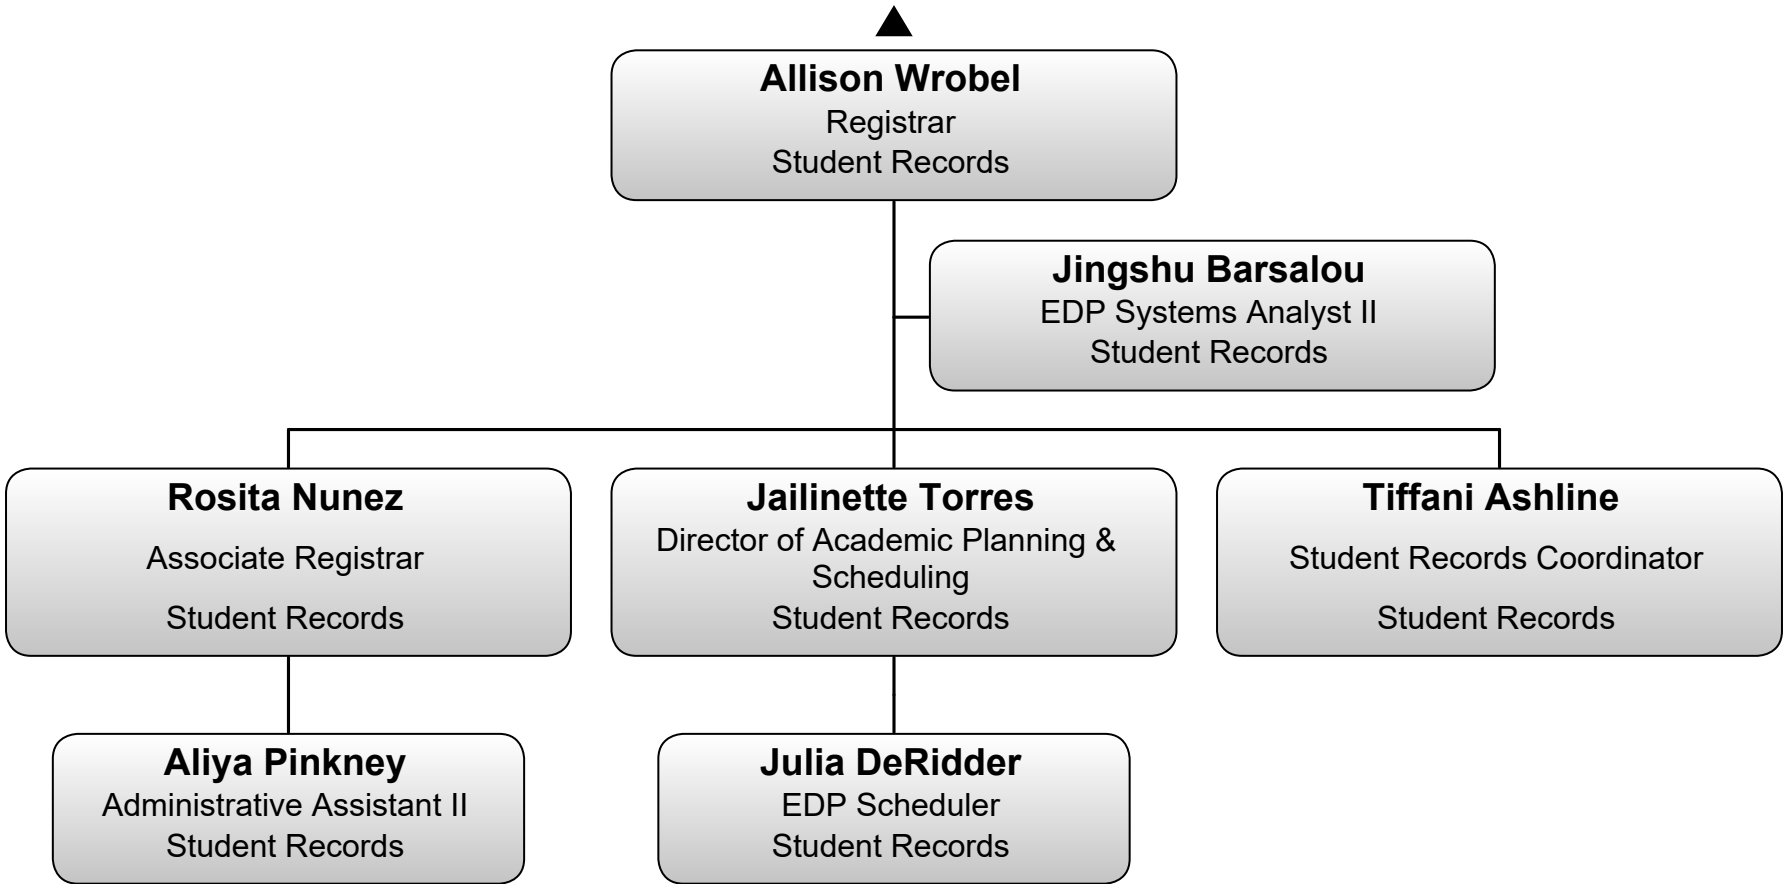 Allison Wrobel
Registrar
Student Records
Jingshu Barsalou
EDP Systems Analyst II
Student Records
Rosita Nunez
Associate Registrar
Student Records
Jailinette Torres
Director of Academic Planning &
Scheduling
Student Records
Tiffani Ashline
Student Records Coordinator
Student Records
Aliya Pinkney
Administrative Assistant II
Student Records
Julia DeRidder
EDP Scheduler
Student Records